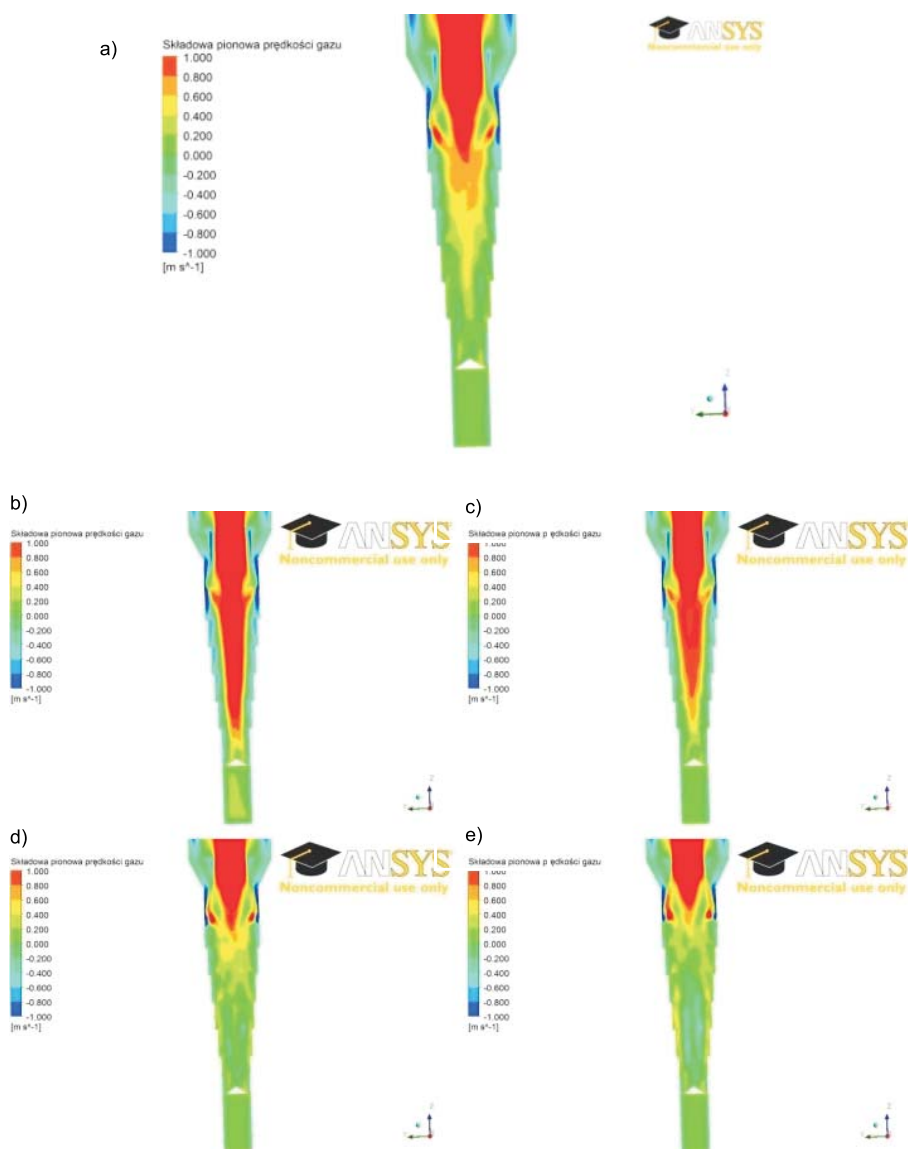 a)
Składowa pionowa prędkości gazu
1.000
0.800
0.600
0.400
0.200
0.000
-0.200
-0.400
-0.600
-0.800
-1.000
[m s^-1]
ANSYS
Noncommercial use only
Z
b)
Składowa pionowa prędkości gazu
1.000
0.800
0.600
0.400
0.200
0.000
-0.200
-0.400
-0.600
-0.800
-1.000
[m s^-1]
ANSYS
Noncommercial use only
Z
c)
Składowa pionowa p ędkości gazu
1.000
0.800
0.600
0.400
0.200
0.000
-0.200
-0.400
-0.600
-0.800
-1.000
[m s^-1]
ANSYS
Noncommercial use only
Z
d)
Składowa pionowa prędkości gazu
1.000
0.800
0.600
0.400
0.200
0.000
-0.200
-0.400
-0.600
-0.800
-1.000
[m s^-1]
ANSYS
Noncommercial use only
Z
e)
Składowa pionowa p ędkości gazu
1.000
0.800
0.600
0.400
0.200
0.000
-0.200
-0.400
-0.600
-0.800
-1.000
[m s^-1]
ANSYS
Noncommercial use only
Z